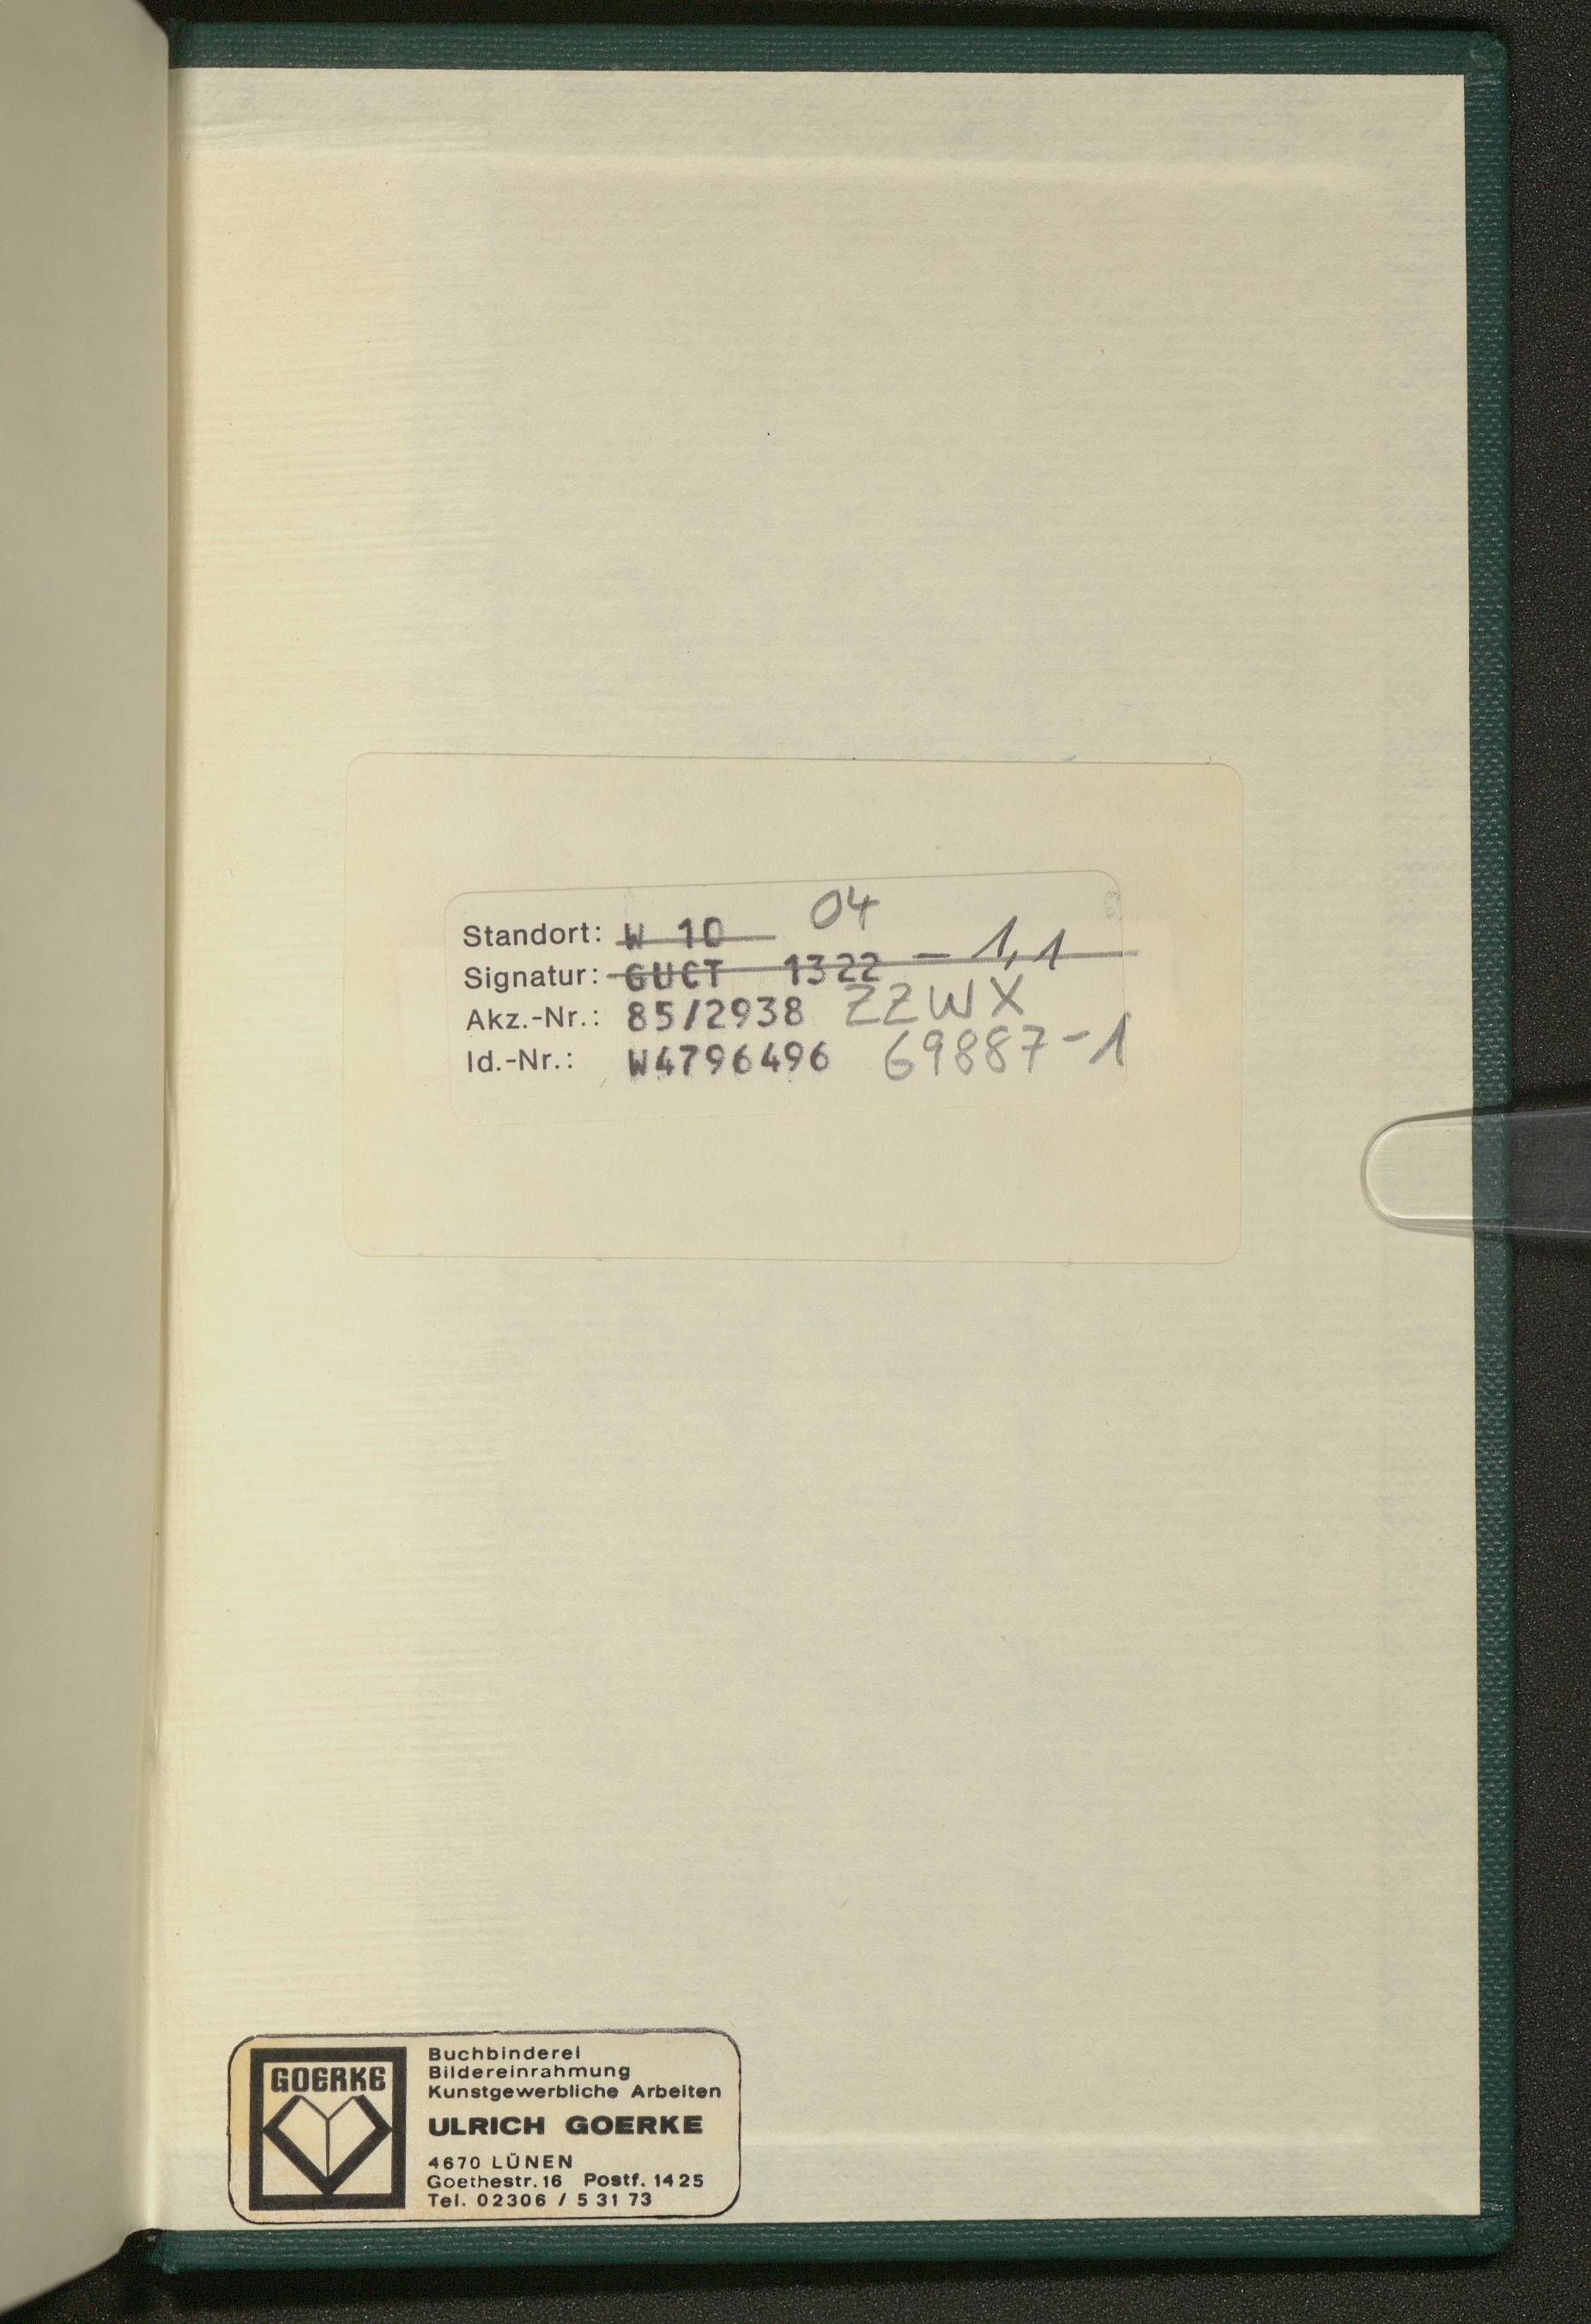 Standort: W 10 04
Signatur: GUCT 1322 - 1,1
Akz.-Nr.: 85/2938 ZZWX
Id.-Nr.: W4796496 69887-1
GOERKE
Buchbinderei
Bildereinrahmung
Kunstgewerbliche Arbeiten
ULRICH GOERKE
4670 LÜNEN
Goethestr. 16 Postf. 1425
Tel. 02306 / 5 31 73